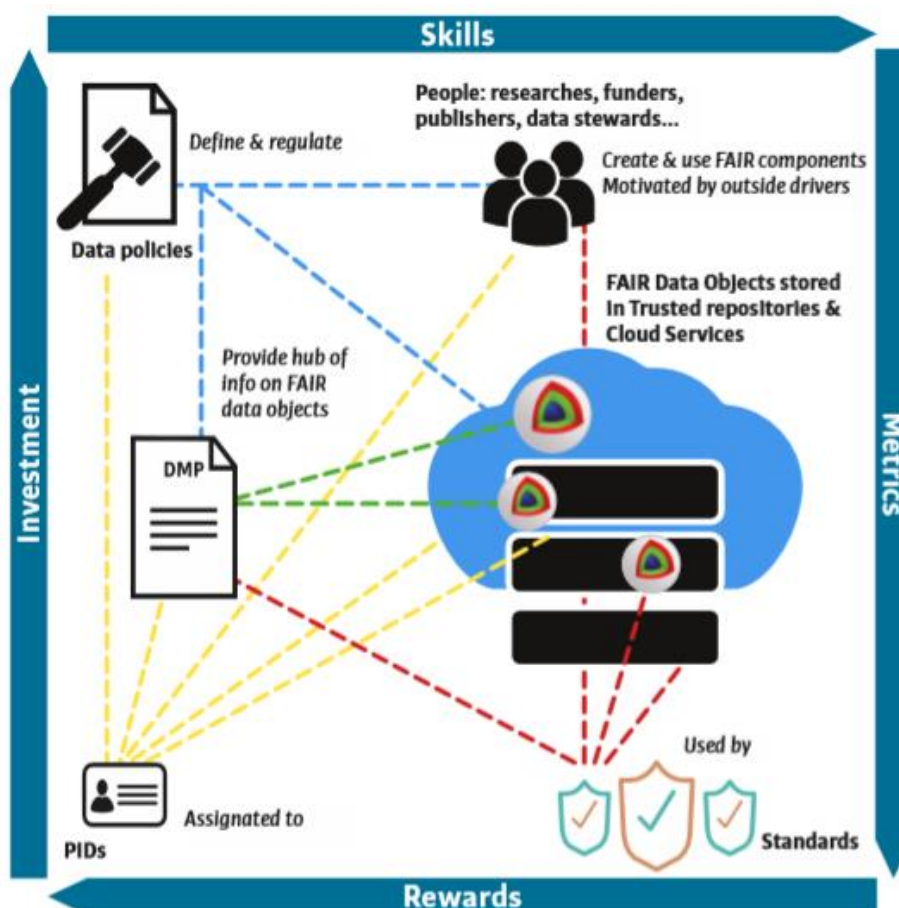 Skills
People: researches, funders,
publishers, data stewards...
Define & regulate
Create & use FAIR components
Motivated by outside drivers
Data policies
FAIR Data Objects stored
in Trusted repositories &
Cloud Services
Provide hub of
info on FAIR
data objects
Investment
Metrics
DMP
Used by
Assignated to
Standards
PIDs
Rewards